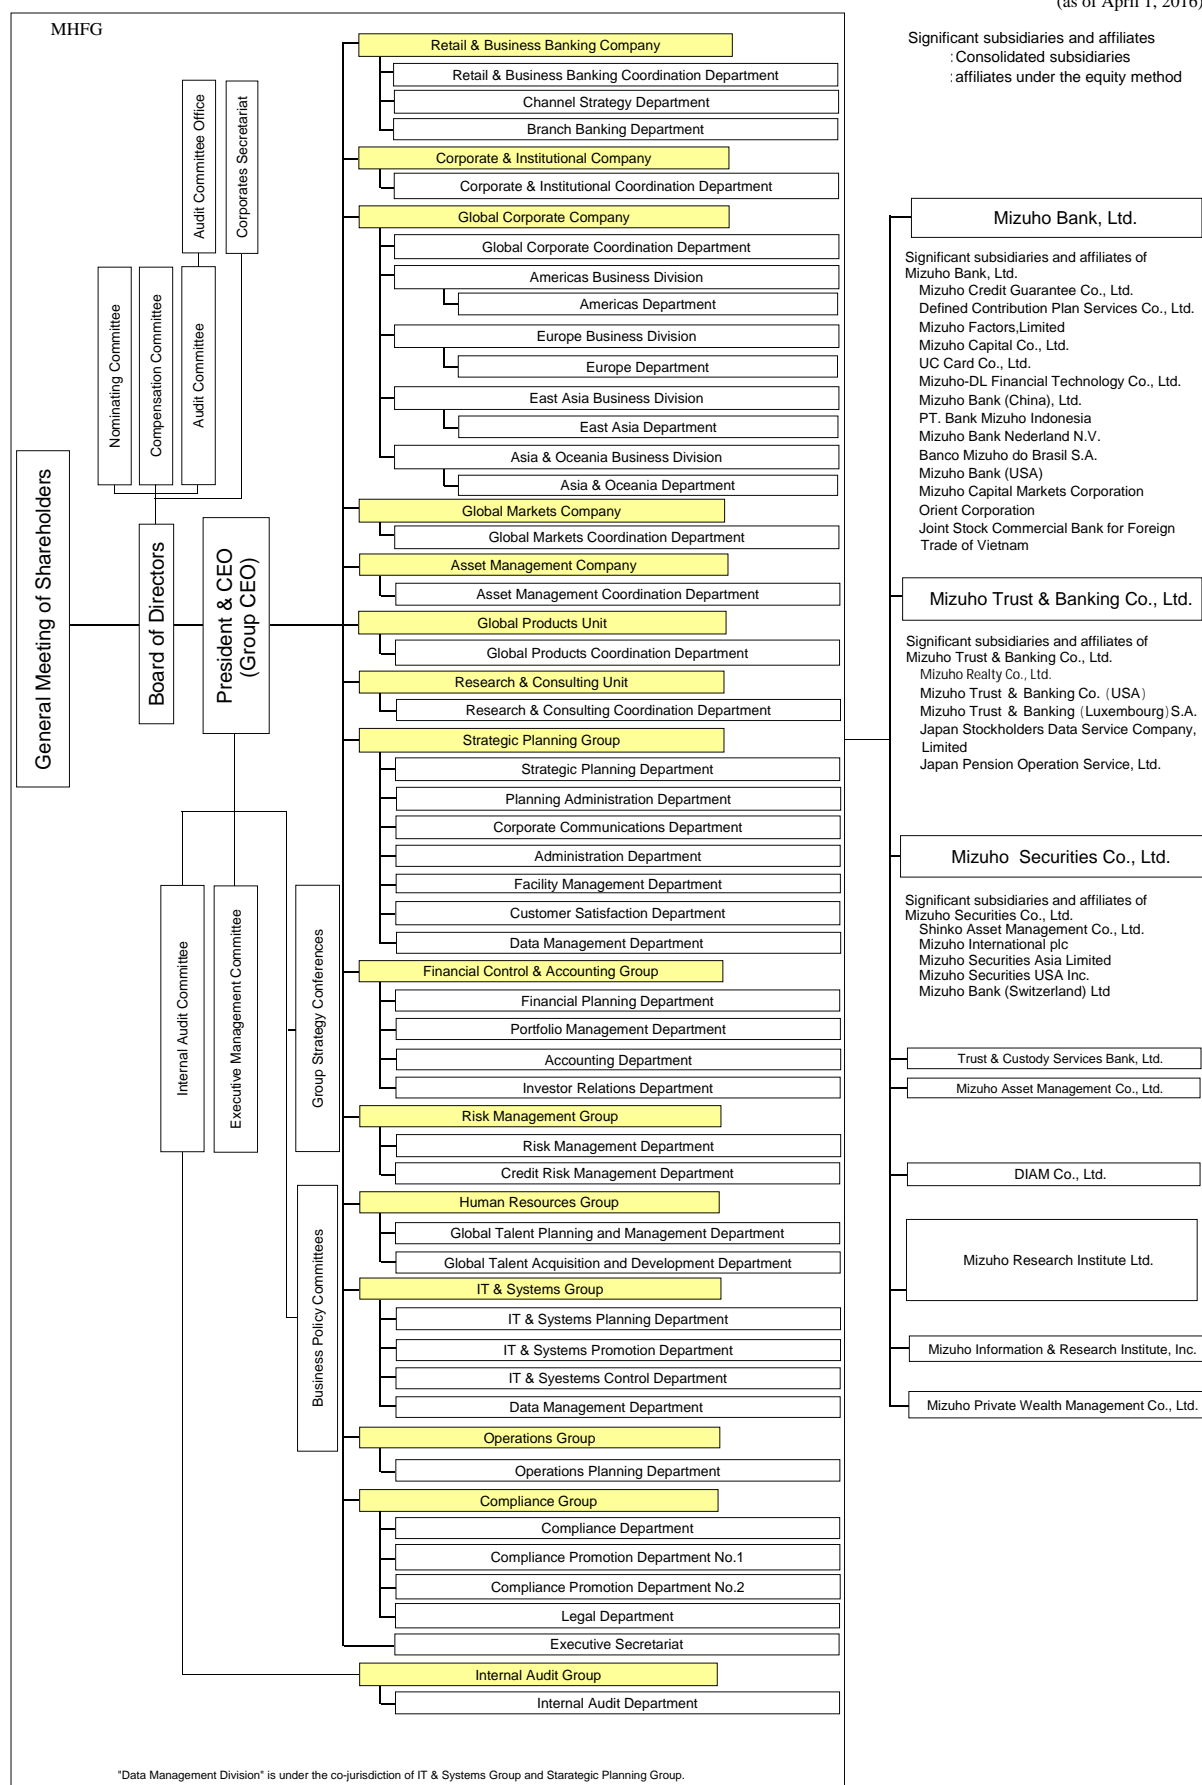 (as of April 1, 2016)
MHFG
General Meeting of Shareholders
Board of Directors
President & CEO
(Group CEO)
Nominating Committee
Compensation Committee
Audit Committee
Audit Committee Office
Corporates Secretariat
Internal Audit Committee
Executive Management Committee
Group Strategy Conferences
Business Policy Committees
Retail & Business Banking Company
Retail & Business Banking Coordination Department
Channel Strategy Department
Branch Banking Department
Corporate & Institutional Company
Corporate & Institutional Coordination Department
Global Corporate Company
Global Corporate Coordination Department
Americas Business Division
Americas Department
Europe Business Division
Europe Department
East Asia Business Division
East Asia Department
Asia & Oceania Business Division
Asia & Oceania Department
Global Markets Company
Global Markets Coordination Department
Asset Management Company
Asset Management Coordination Department
Global Products Unit
Global Products Coordination Department
Research & Consulting Unit
Research & Consulting Coordination Department
Strategic Planning Group
Strategic Planning Department
Planning Administration Department
Corporate Communications Department
Administration Department
Facility Management Department
Customer Satisfaction Department
Data Management Department
Financial Control & Accounting Group
Financial Planning Department
Portfolio Management Department
Accounting Department
Investor Relations Department
Risk Management Group
Risk Management Department
Credit Risk Management Department
Human Resources Group
Global Talent Planning and Management Department
Global Talent Acquisition and Development Department
IT & Systems Group
IT & Systems Planning Department
IT & Systems Promotion Department
IT & Syestems Control Department
Data Management Department
Operations Group
Operations Planning Department
Compliance Group
Compliance Department
Compliance Promotion Department No.1
Compliance Promotion Department No.2
Legal Department
Executive Secretariat
Internal Audit Group
Internal Audit Department
"Data Management Division" is under the co-jurisdiction of IT & Systems Group and Starategic Planning Group.
Significant subsidiaries and affiliates
:Consolidated subsidiaries
:affiliates under the equity method
Mizuho Bank, Ltd.
Significant subsidiaries and affiliates of
Mizuho Bank, Ltd.
Mizuho Credit Guarantee Co., Ltd.
Defined Contribution Plan Services Co., Ltd.
Mizuho Factors,Limited
Mizuho Capital Co., Ltd.
UC Card Co., Ltd.
Mizuho-DL Financial Technology Co., Ltd.
Mizuho Bank (China), Ltd.
PT. Bank Mizuho Indonesia
Mizuho Bank Nederland N.V.
Banco Mizuho do Brasil S.A.
Mizuho Bank (USA)
Mizuho Capital Markets Corporation
Orient Corporation
Joint Stock Commercial Bank for Foreign
Trade of Vietnam
Mizuho Trust & Banking Co., Ltd.
Significant subsidiaries and affiliates of
Mizuho Trust & Banking Co., Ltd.
Mizuho Realty Co., Ltd.
Mizuho Trust & Banking Co. (USA)
Mizuho Trust & Banking (Luxembourg)S.A.
Japan Stockholders Data Service Company,
Limited
Japan Pension Operation Service, Ltd.
Mizuho Securities Co., Ltd.
Significant subsidiaries and affiliates of
Mizuho Securities Co., Ltd.
Shinko Asset Management Co., Ltd.
Mizuho International plc
Mizuho Securities Asia Limited
Mizuho Securities USA Inc.
Mizuho Bank (Switzerland) Ltd
Trust & Custody Services Bank, Ltd.
Mizuho Asset Management Co., Ltd.
DIAM Co., Ltd.
Mizuho Research Institute Ltd.
Mizuho Information & Research Institute, Inc.
Mizuho Private Wealth Management Co., Ltd.